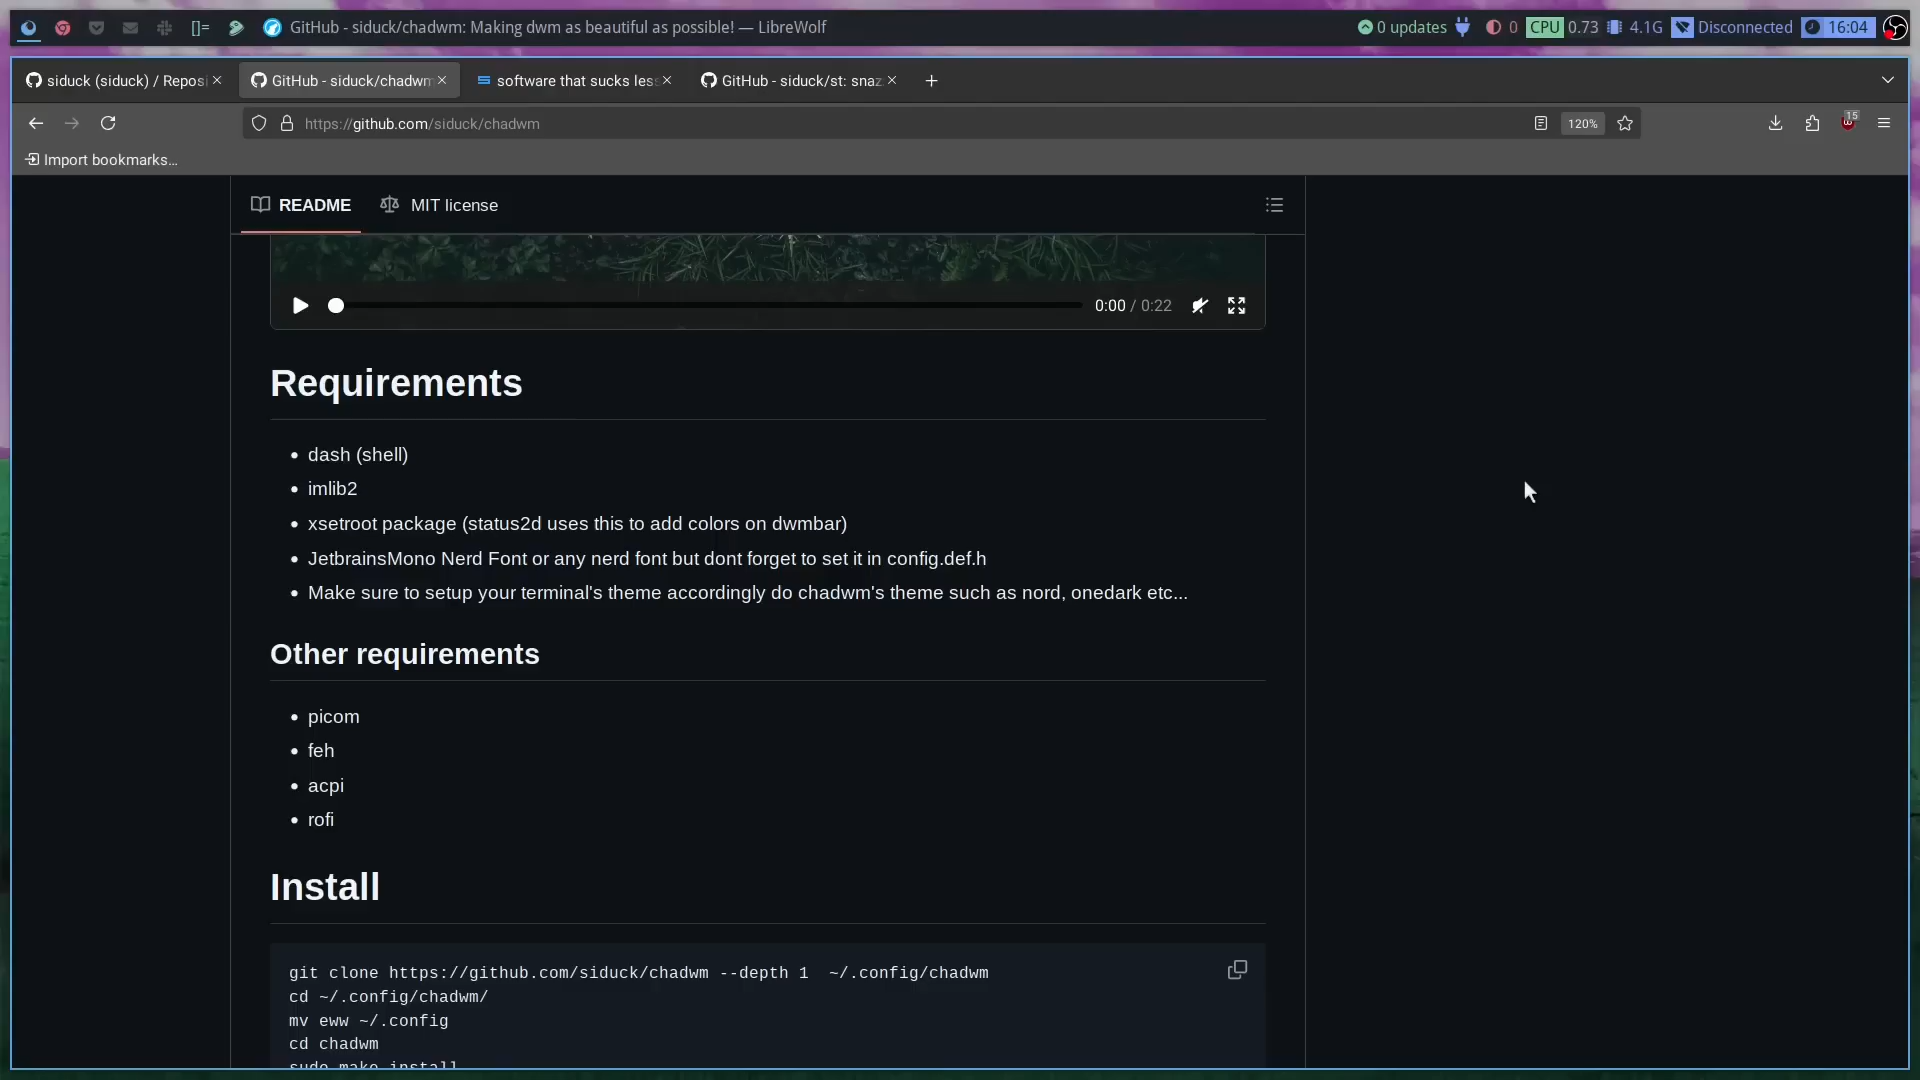 []=
GitHub - siduck/chadwm: Making dwm as beautiful as possible! — LibreWolf
0 updates
0
CPU 0.73
4.1G
Disconnected
16:04
siduck (siduck) / Reposi
GitHub - siduck/chadwm
software that sucks less
GitHub - siduck/st: snaz
https://github.com/siduck/chadwm
120%
15
Import bookmarks...
README
MIT license
0:00 / 0:22
Requirements
• dash (shell)
• imlib2
• xsetroot package (status2d uses this to add colors on dwmbar)
• JetbrainsMono Nerd Font or any nerd font but dont forget to set it in config.def.h
• Make sure to setup your terminal's theme accordingly do chadwm's theme such as nord, onedark etc...
Other requirements
• picom
• feh
• acpi
• rofi
Install
git clone https://github.com/siduck/chadwm --depth 1  ~/.config/chadwm
cd ~/.config/chadwm/
mv eww ~/.config
cd chadwm
sudo make install